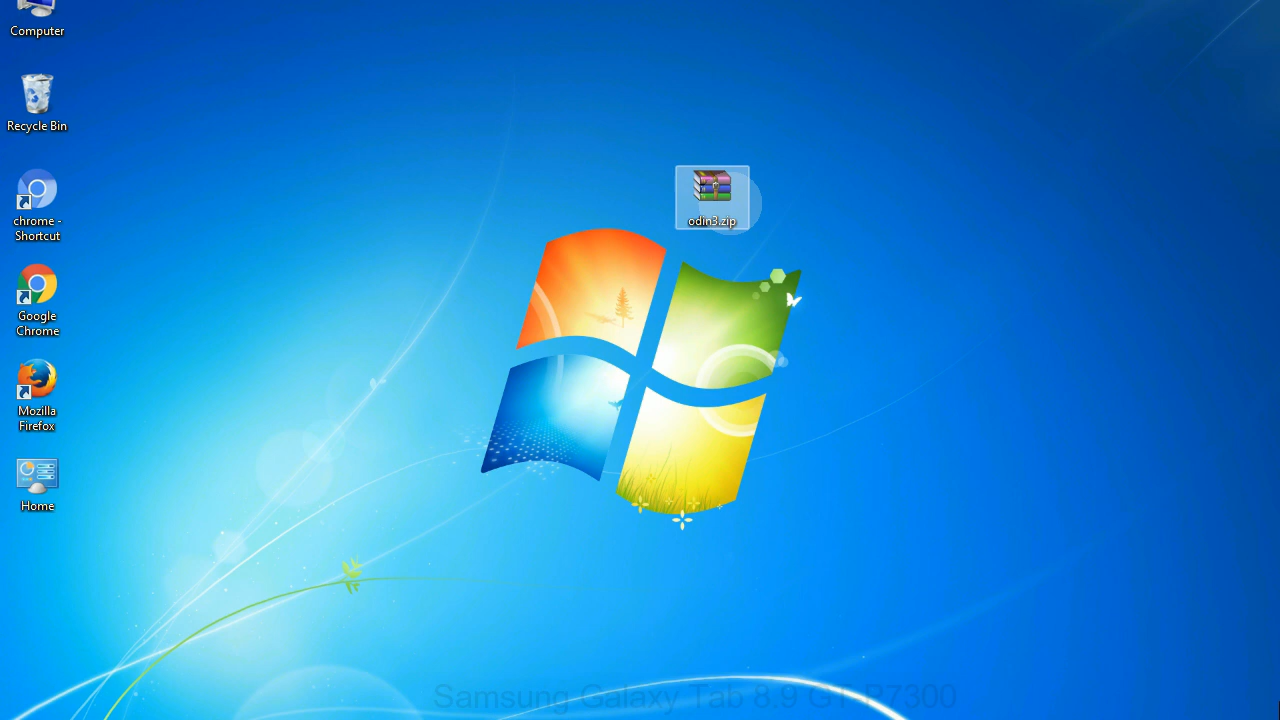 Computer
Recycle Bin
chrome -
Shortcut
Google
Chrome
Mozilla
Firefox
Home
odin3.zip
Samsung Galaxy Tab 8.9 GT-P7300